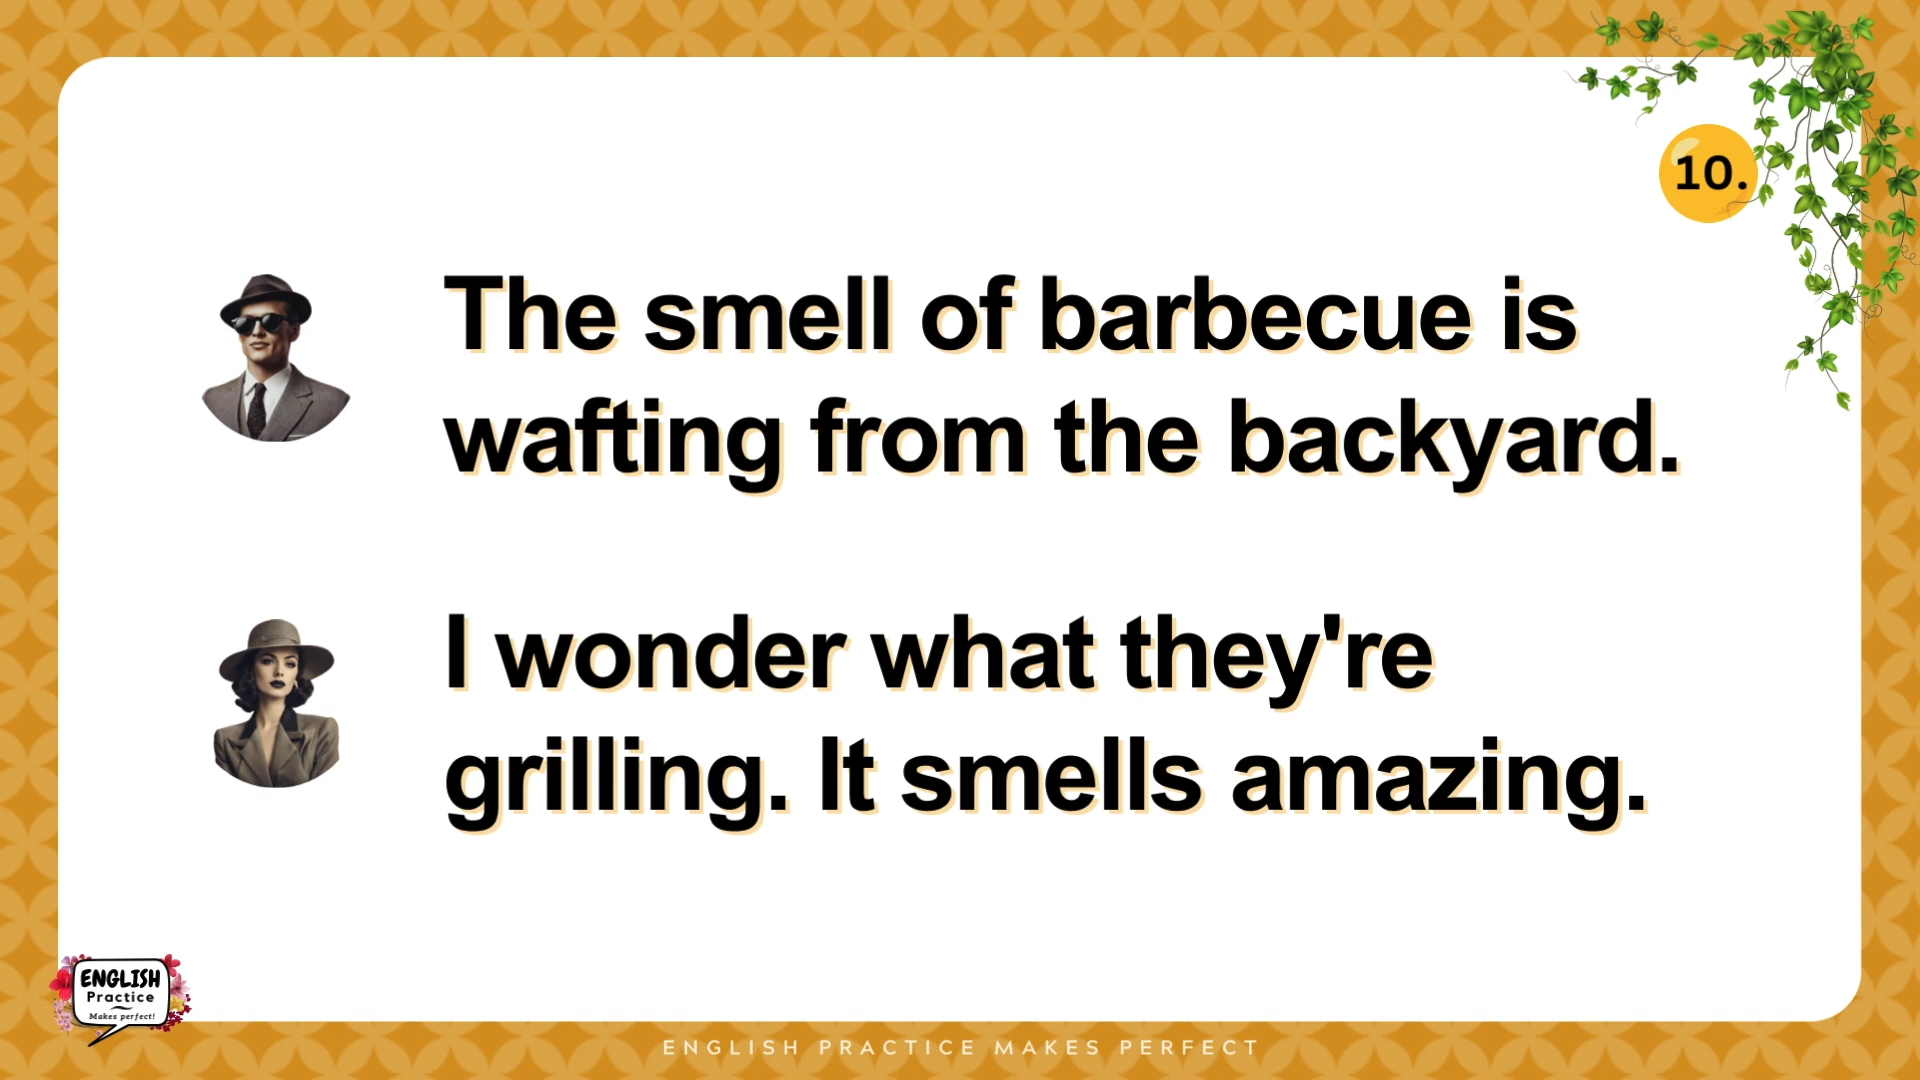 10.
The smell of barbecue is
wafting from the backyard.
I wonder what they're
grilling. It smells amazing.
ENGLISH
Practice
Makes perfect!
ENGLISH PRACTICE MAKES PERFECT